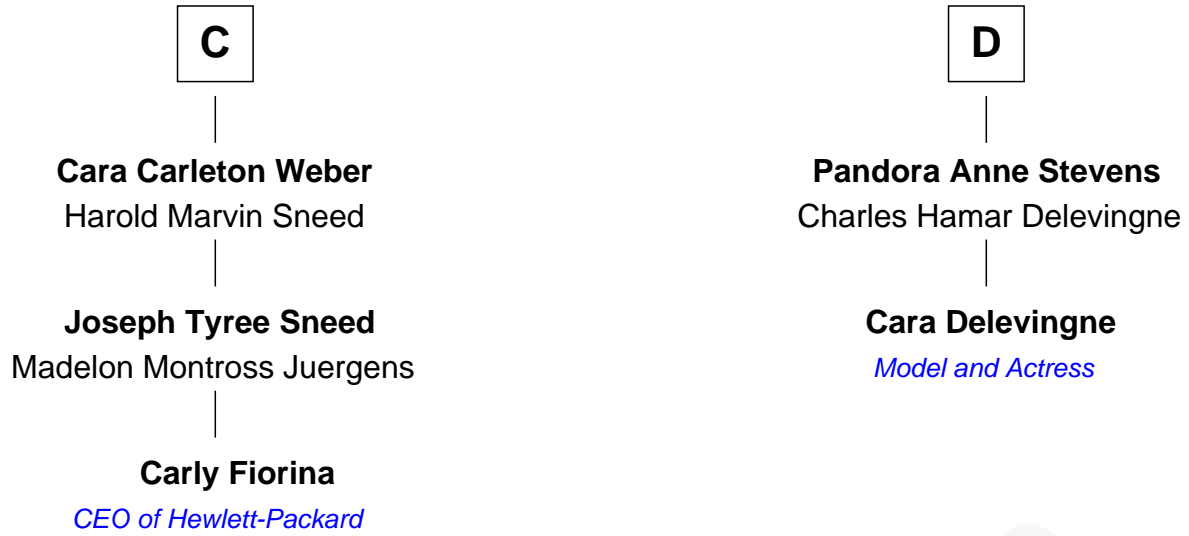 C
Cara Carleton Weber
Harold Marvin Sneed
Joseph Tyree Sneed
Madelon Montross Juergens
Carly Fiorina
CEO of Hewlett-Packard
D
Pandora Anne Stevens
Charles Hamar Delevingne
Cara Delevingne
Model and Actress